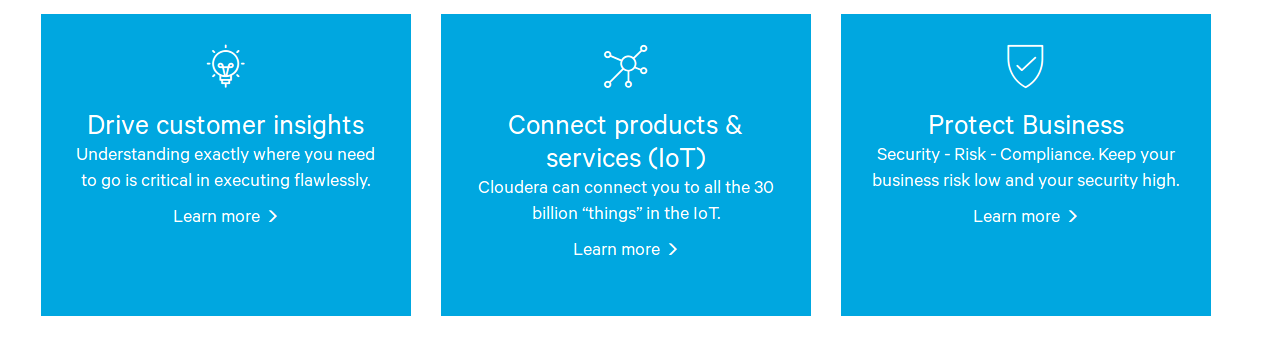 Drive customer insights
Understanding exactly where you need
to go is critical in executing flawlessly.
Learn more
Connect products &
services (IoT)
Cloudera can connect you to all the 30
billion “things” in the IoT.
Learn more
Protect Business
Security - Risk - Compliance. Keep your
business risk low and your security high.
Learn more